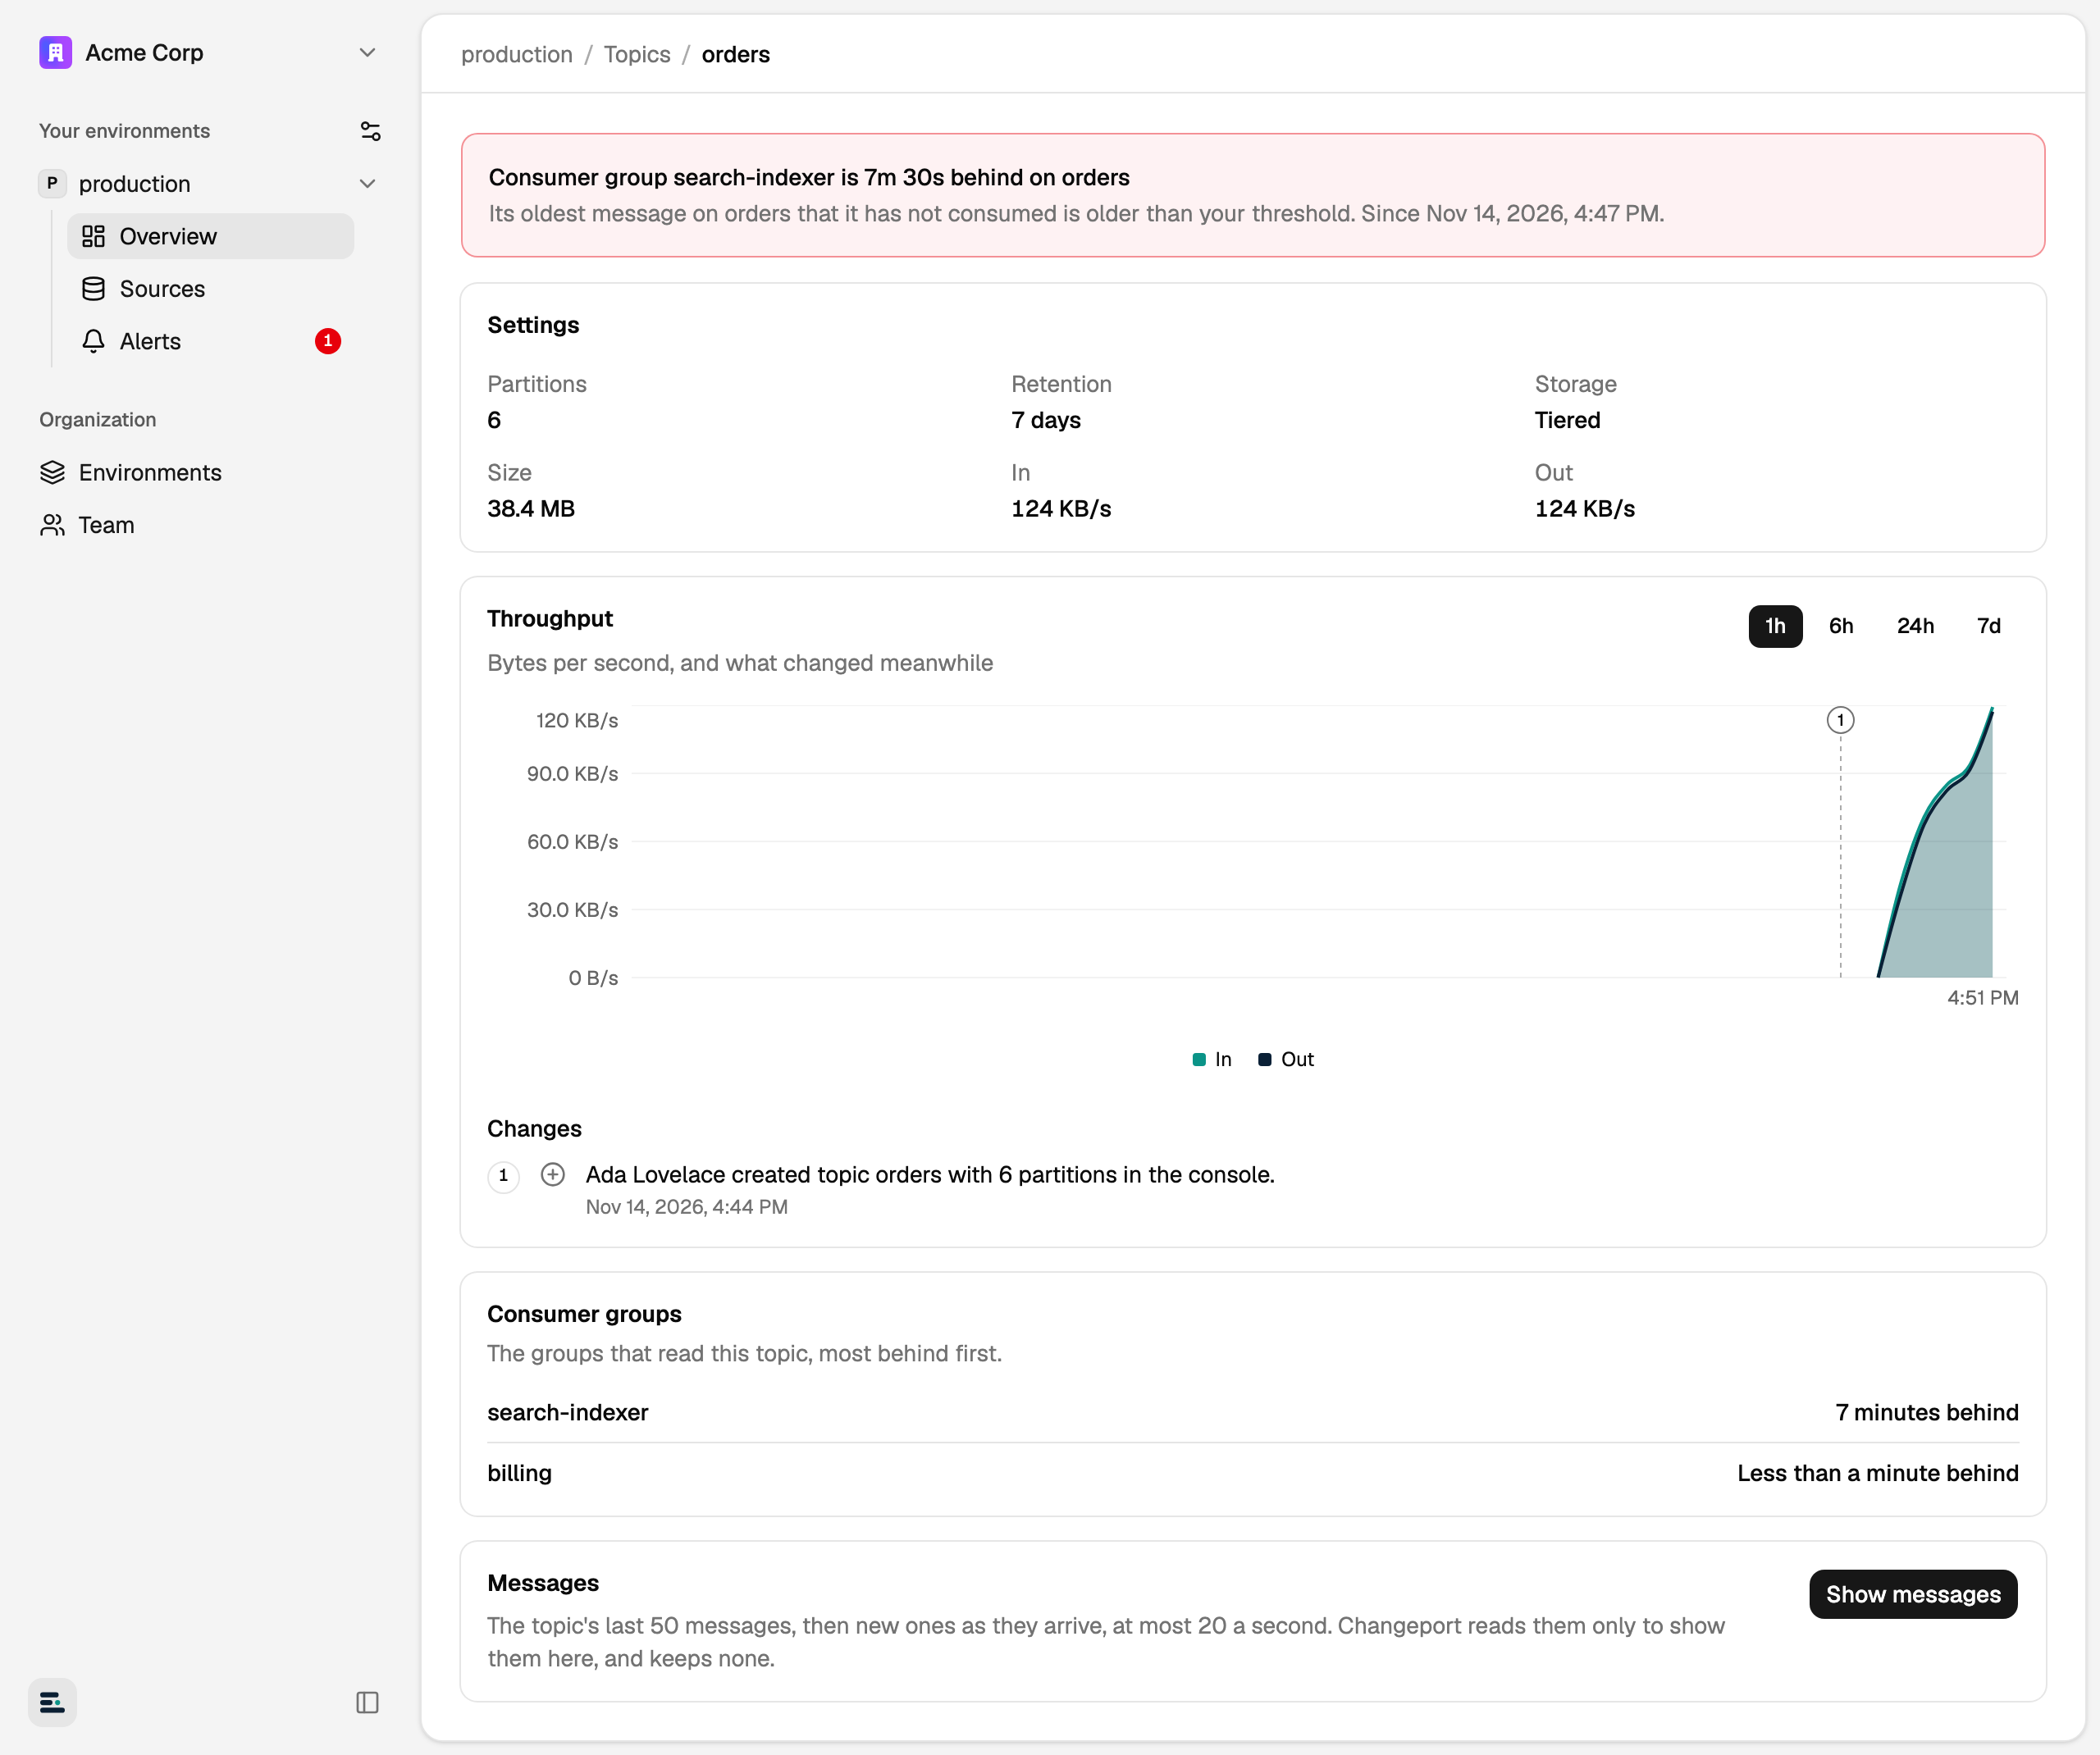 Acme Corp
Your environments
P production
Overview
Sources
Alerts 1
Organization
Environments
Team
production / Topics / orders
Consumer group search-indexer is 7m 30s behind on orders
Its oldest message on orders that it has not consumed is older than your threshold. Since Nov 14, 2026, 4:47 PM.
Settings
Partitions Retention Storage
6 7 days Tiered
Size In Out
38.4 MB 124 KB/s 124 KB/s
Throughput
1h 6h 24h 7d
Bytes per second, and what changed meanwhile
120 KB/s
1
90.0 KB/s
60.0 KB/s
30.0 KB/s
0 B/s
4:51 PM
In Out
Changes
1 Ada Lovelace created topic orders with 6 partitions in the console.
Nov 14, 2026, 4:44 PM
Consumer groups
The groups that read this topic, most behind first.
search-indexer 7 minutes behind
billing Less than a minute behind
Messages
Show messages
The topic's last 50 messages, then new ones as they arrive, at most 20 a second. Changeport reads them only to show
them here, and keeps none.